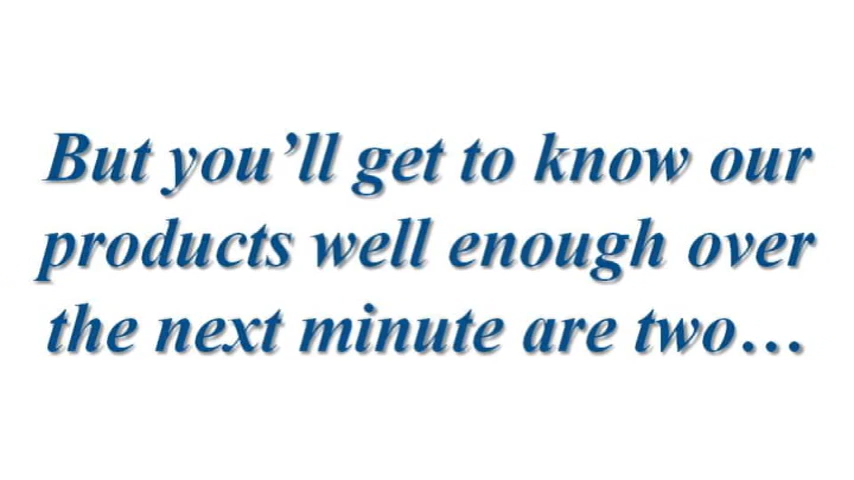 But you’ll get to know our
products well enough over
the next minute are two…